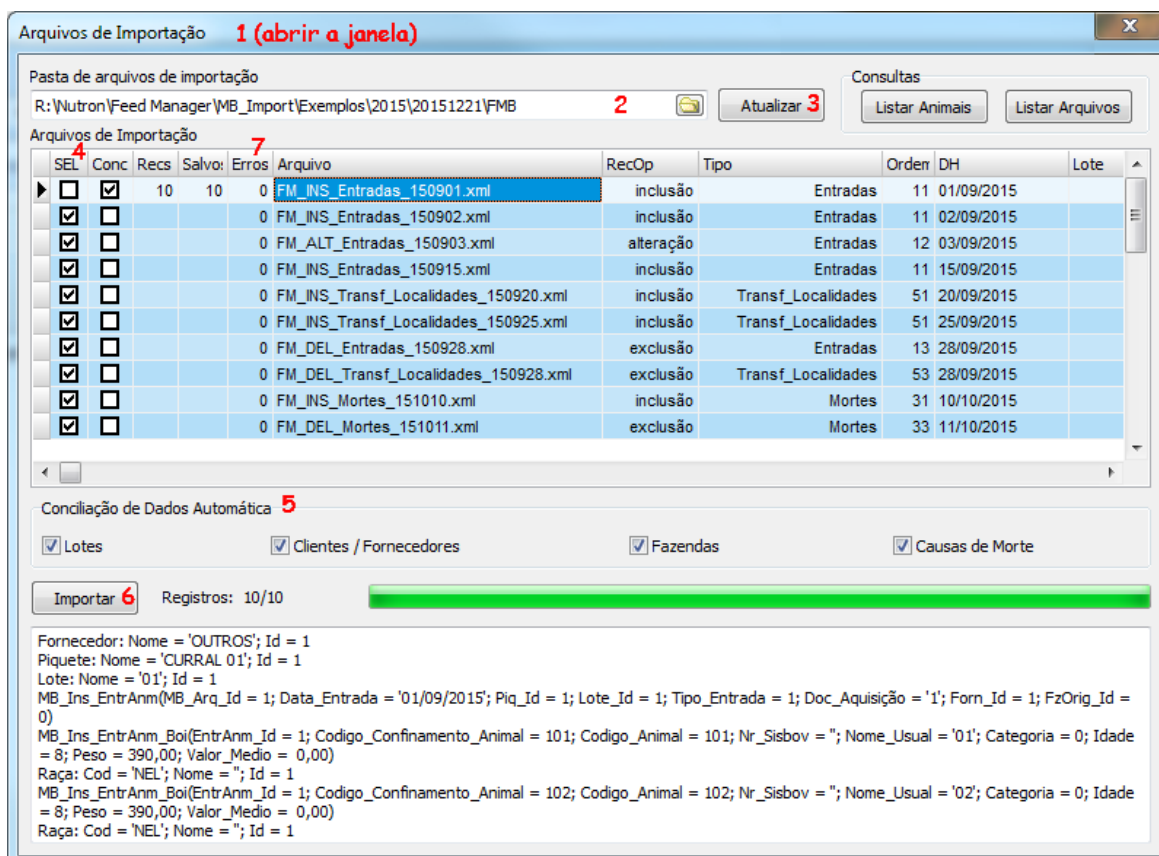 Arquivos de Importação 1 (abrir a janela) X
Pasta de arquivos de importação Consultas
R:\Nutron\Feed Manager\MB_Import\Exemplos\2015\20151221\FMB 2 Atualizar 3 Listar Animais Listar Arquivos
Arquivos de Importação
4 7
SEL Conc Recs Salvo: Erros Arquivo RecOp Tipo Ordem DH Lote
10 10 0 FM_INS_Entradas_150901.xml inclusão Entradas 11 01/09/2015
0 FM_INS_Entradas_150902.xml inclusão Entradas 11 02/09/2015
0 FM_ALT_Entradas_150903.xml alteração Entradas 12 03/09/2015
0 FM_INS_Entradas_150915.xml inclusão Entradas 11 15/09/2015
0 FM_INS_Transf_Localidades_150920.xml inclusão Transf_Localidades 51 20/09/2015
0 FM_INS_Transf_Localidades_150925.xml inclusão Transf_Localidades 51 25/09/2015
0 FM_DEL_Entradas_150928.xml exclusão Entradas 13 28/09/2015
0 FM_DEL_Transf_Localidades_150928.xml exclusão Transf_Localidades 53 28/09/2015
0 FM_INS_Mortes_151010.xml inclusão Mortes 31 10/10/2015
0 FM_DEL_Mortes_151011.xml exclusão Mortes 33 11/10/2015
Conciliação de Dados Automática 5
Lotes Clientes / Fornecedores Fazendas Causas de Morte
Importar 6 Registros: 10/10
Fornecedor: Nome = 'OUTROS'; Id = 1
Piquete: Nome = 'CURRAL 01'; Id = 1
Lote: Nome = '01'; Id = 1
MB_Ins_EntrAnm(MB_Arq_Id = 1; Data_Entrada = '01/09/2015'; Piq_Id = 1; Lote_Id = 1; Tipo_Entrada = 1; Doc_Aquisição = '1'; Forn_Id = 1; FzOrig_Id =
0)
MB_Ins_EntrAnm_Boi(EntrAnm_Id = 1; Codigo_Confinamento_Animal = 101; Codigo_Animal = 101; Nr_Sisbov = ''; Nome_Usual = '01'; Categoria = 0; Idade
= 8; Peso = 390,00; Valor_Medio = 0,00)
Raça: Cod = 'NEL'; Nome = ''; Id = 1
MB_Ins_EntrAnm_Boi(EntrAnm_Id = 1; Codigo_Confinamento_Animal = 102; Codigo_Animal = 102; Nr_Sisbov = ''; Nome_Usual = '02'; Categoria = 0; Idade
= 8; Peso = 390,00; Valor_Medio = 0,00)
Raça: Cod = 'NEL'; Nome = ''; Id = 1